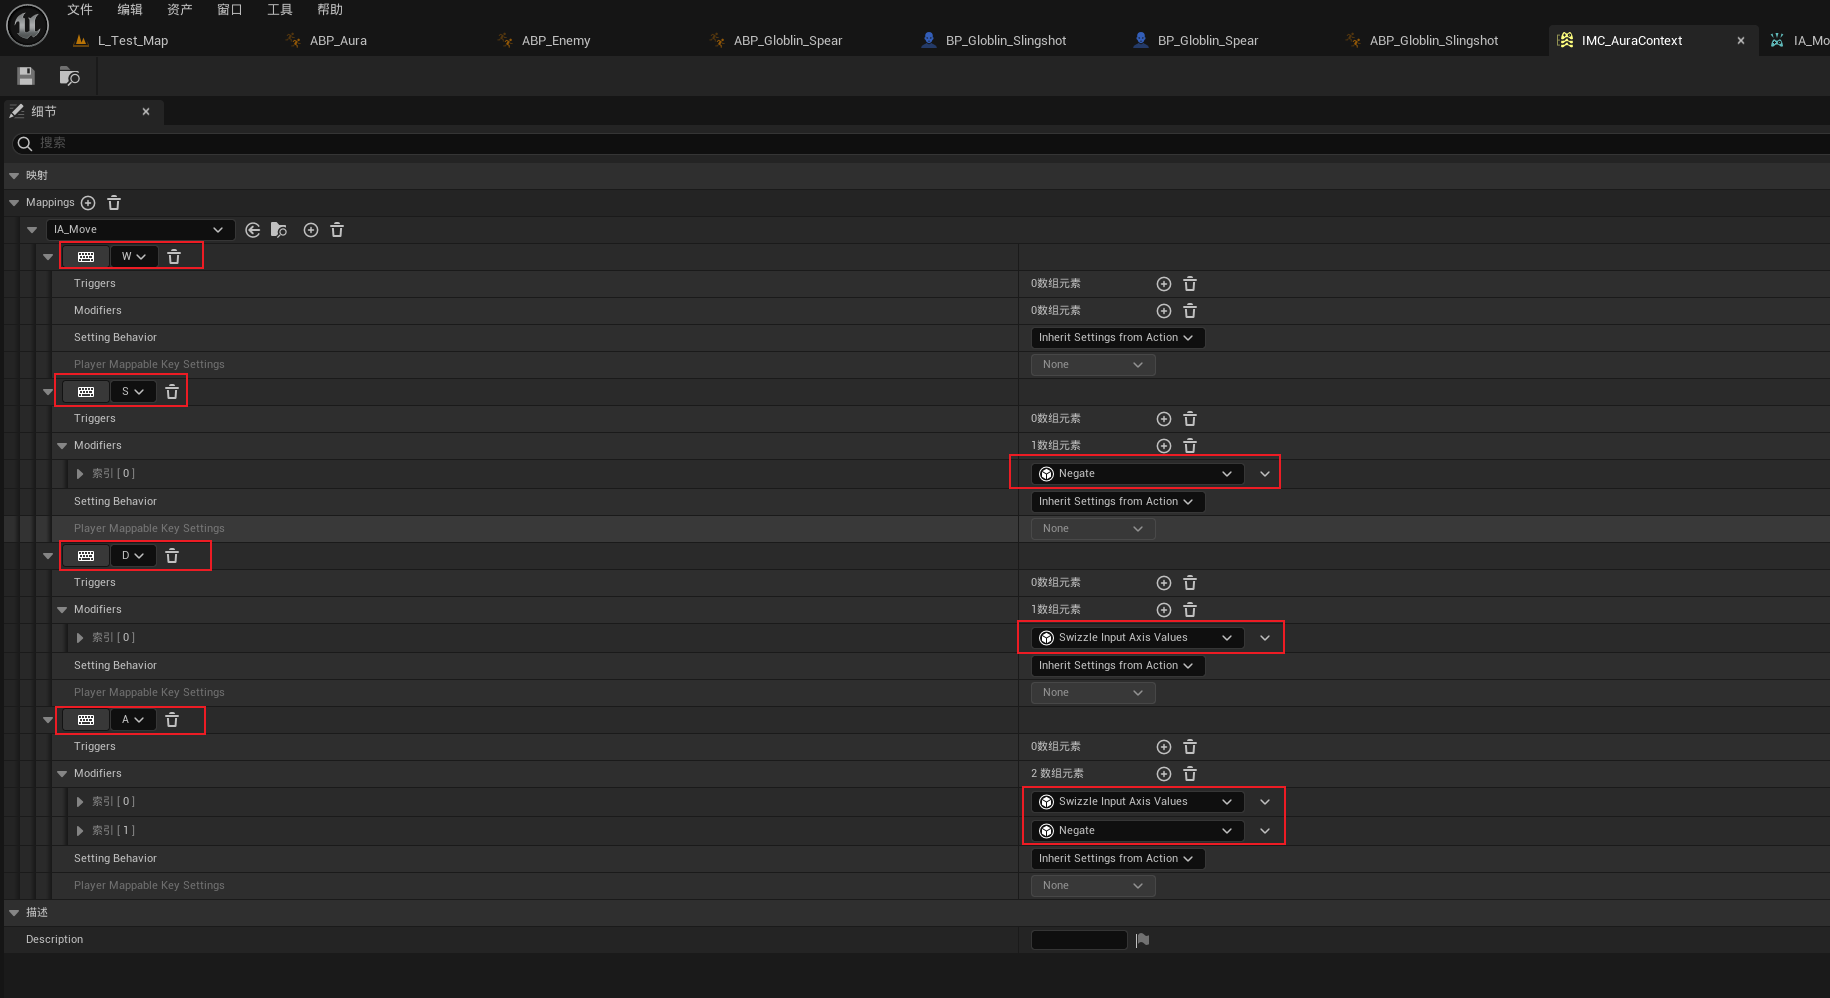 文件 编辑 资产 窗口 工具 帮助
L_Test_Map ABP_Aura ABP_Enemy ABP_Globlin_Spear BP_Globlin_Slingshot BP_Globlin_Spear ABP_Globlin_Slingshot IMC_AuraContext IA_Mo
细节
搜索
映射
Mappings
IA_Move
W
Triggers 0数组元素
Modifiers 0数组元素
Setting Behavior Inherit Settings from Action
Player Mappable Key Settings None
S
Triggers 0数组元素
Modifiers 1数组元素
索引 [ 0 ] Negate
Setting Behavior Inherit Settings from Action
Player Mappable Key Settings None
D
Triggers 0数组元素
Modifiers 1数组元素
索引 [ 0 ] Swizzle Input Axis Values
Setting Behavior Inherit Settings from Action
Player Mappable Key Settings None
A
Triggers 0数组元素
Modifiers 2 数组元素
索引 [ 0 ] Swizzle Input Axis Values
索引 [ 1 ] Negate
Setting Behavior Inherit Settings from Action
Player Mappable Key Settings None
描述
Description